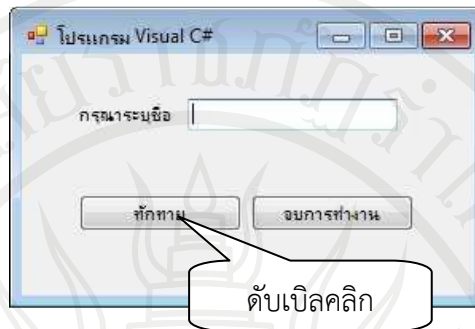 โปรแกรม Visual C#
กรุณาระบุชื่อ
ทักทาย จบการทำงาน
ดับเบิลคลิก